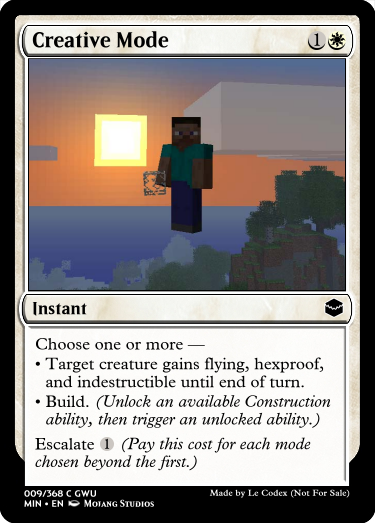 Creative Mode 1
Instant
Choose one or more —
• Target creature gains flying, hexproof,
and indestructible until end of turn.
• Build. (Unlock an available Construction
ability, then trigger an unlocked ability.)
Escalate 1 (Pay this cost for each mode
chosen beyond the first.)
009/368 C GWU
MIN • EN Mojang Studios
Made by Le Codex (Not For Sale)